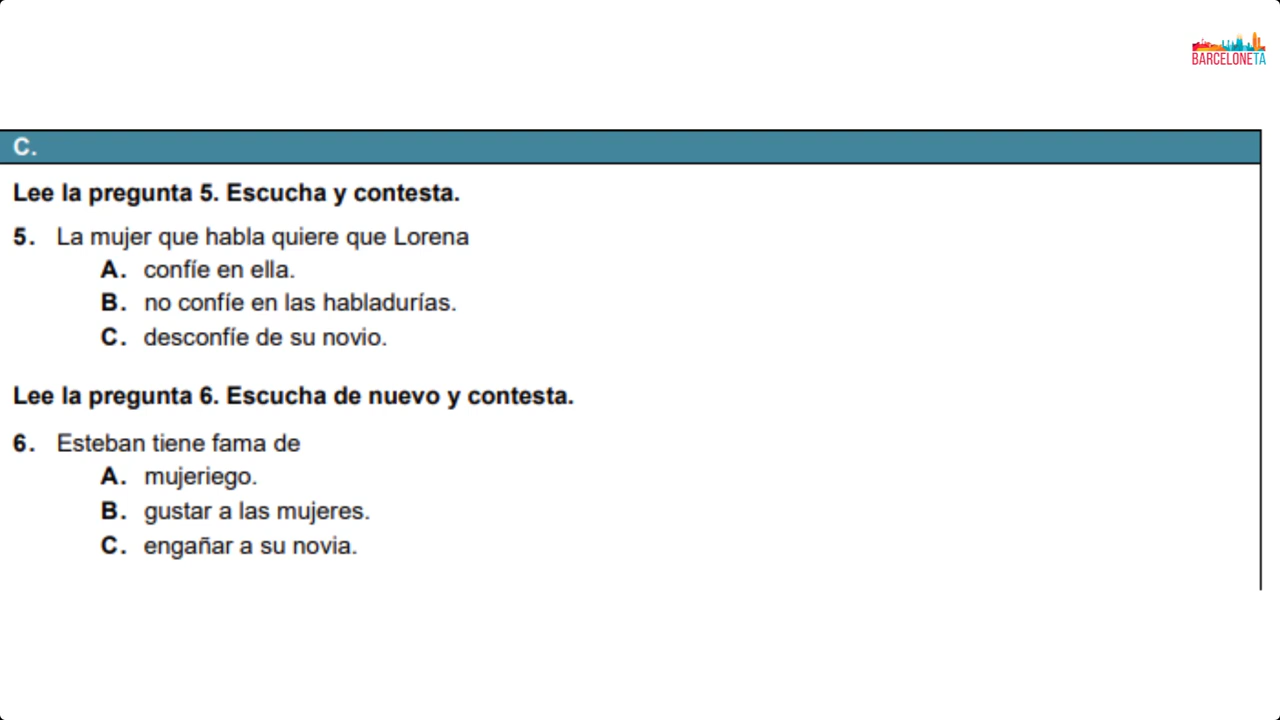 BARCELONETA
C.
Lee la pregunta 5. Escucha y contesta.
5. La mujer que habla quiere que Lorena
A. confíe en ella.
B. no confíe en las habladurías.
C. desconfíe de su novio.
Lee la pregunta 6. Escucha de nuevo y contesta.
6. Esteban tiene fama de
A. mujeriego.
B. gustar a las mujeres.
C. engañar a su novia.